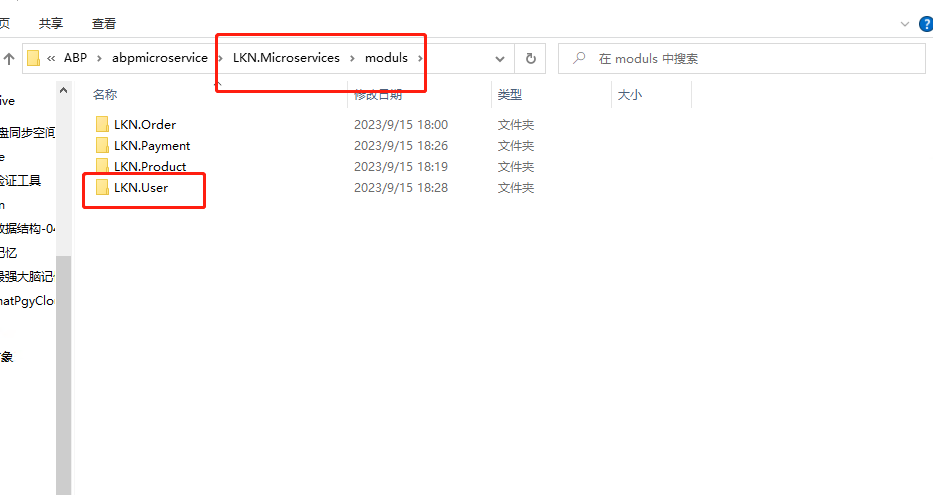 页 共享 查看
« ABP > abpmicroservice > LKN.Microservices > moduls > 在 moduls 中搜索
名称 修改日期 类型 大小
LKN.Order 2023/9/15 18:00 文件夹
LKN.Payment 2023/9/15 18:26 文件夹
LKN.Product 2023/9/15 18:19 文件夹
LKN.User 2023/9/15 18:28 文件夹
ive
盘同步空间
e
验证工具
n
数据结构-04
记忆
最强大脑记
hatPgyClo
象